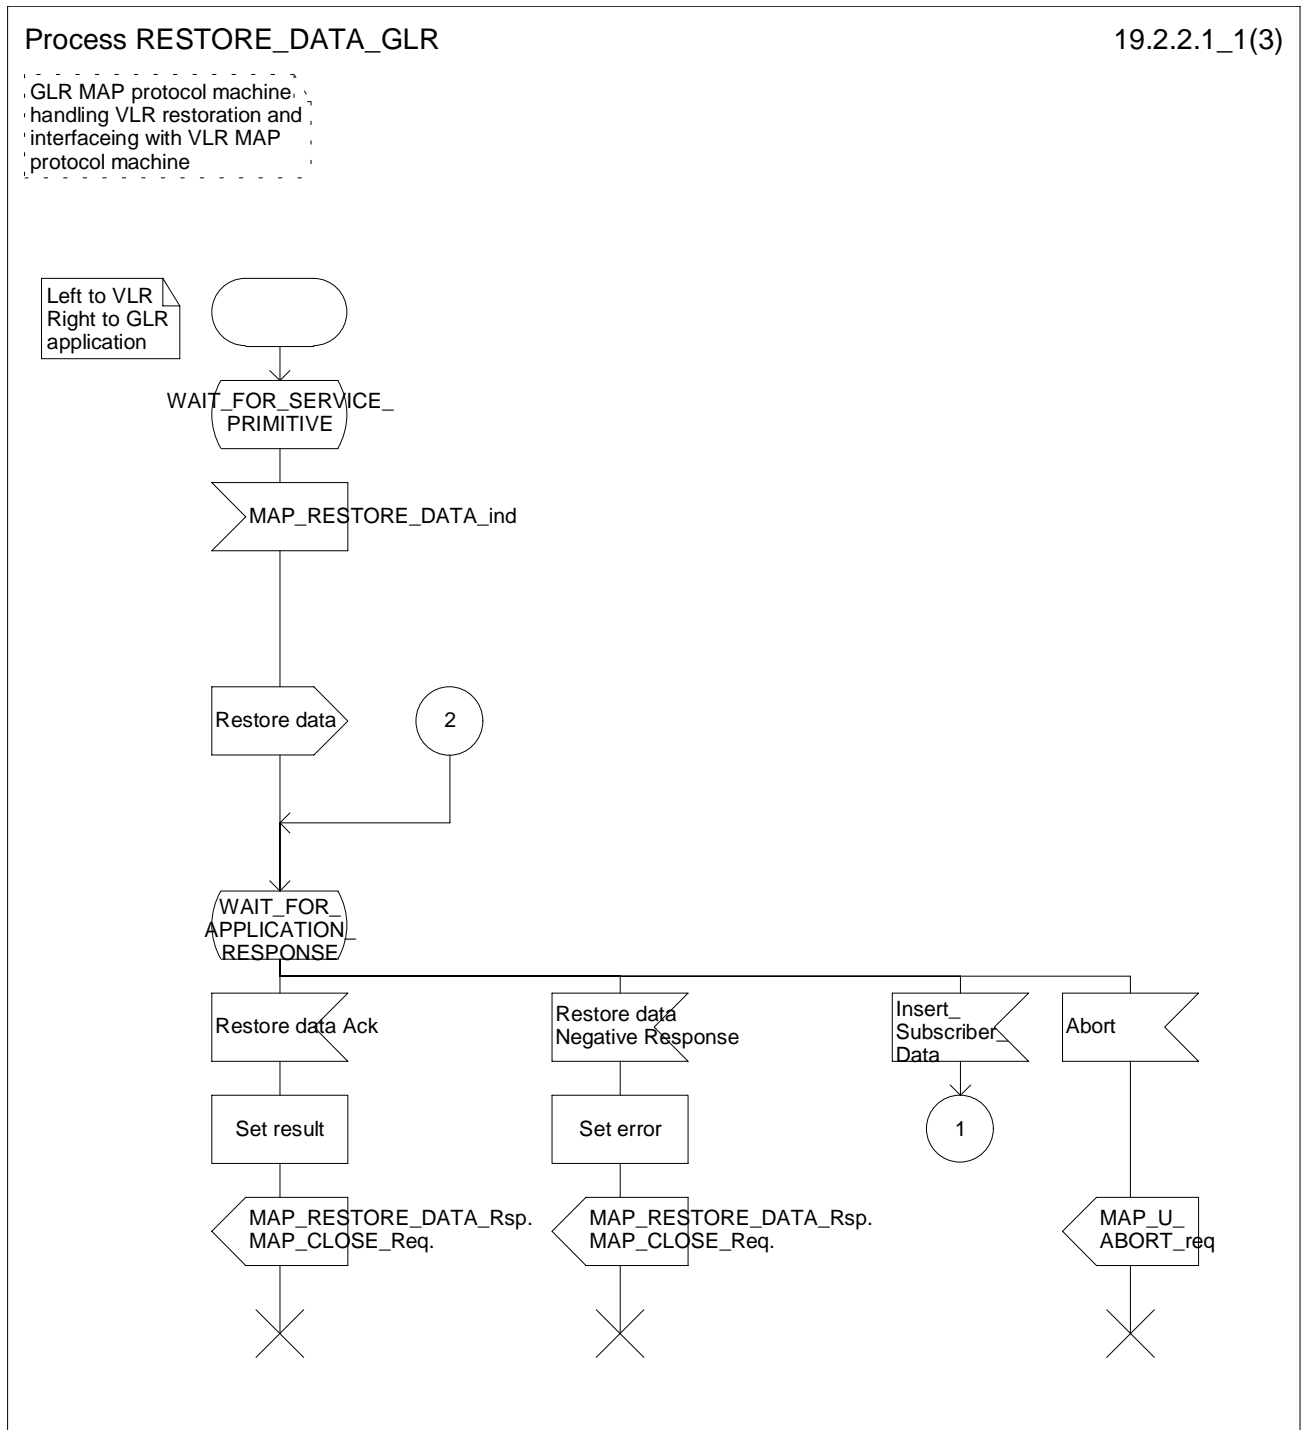 Process RESTORE_DATA_GLR
19.2.2.1_1(3)
GLR MAP protocol machine
handling VLR restoration and
interfaceing with VLR MAP
protocol machine
Left to VLR
Right to GLR
application
WAIT_FOR_SERVICE_
PRIMITIVE
MAP_RESTORE_DATA_ind
Restore data
2
WAIT_FOR_
APPLICATION_
RESPONSE
Restore data Ack
Restore data
Negative Response
Insert_
Subscriber_
Data
Abort
Set result
Set error
1
MAP_RESTORE_DATA_Rsp.
MAP_CLOSE_Req.
MAP_RESTORE_DATA_Rsp.
MAP_CLOSE_Req.
MAP_U_
ABORT_req